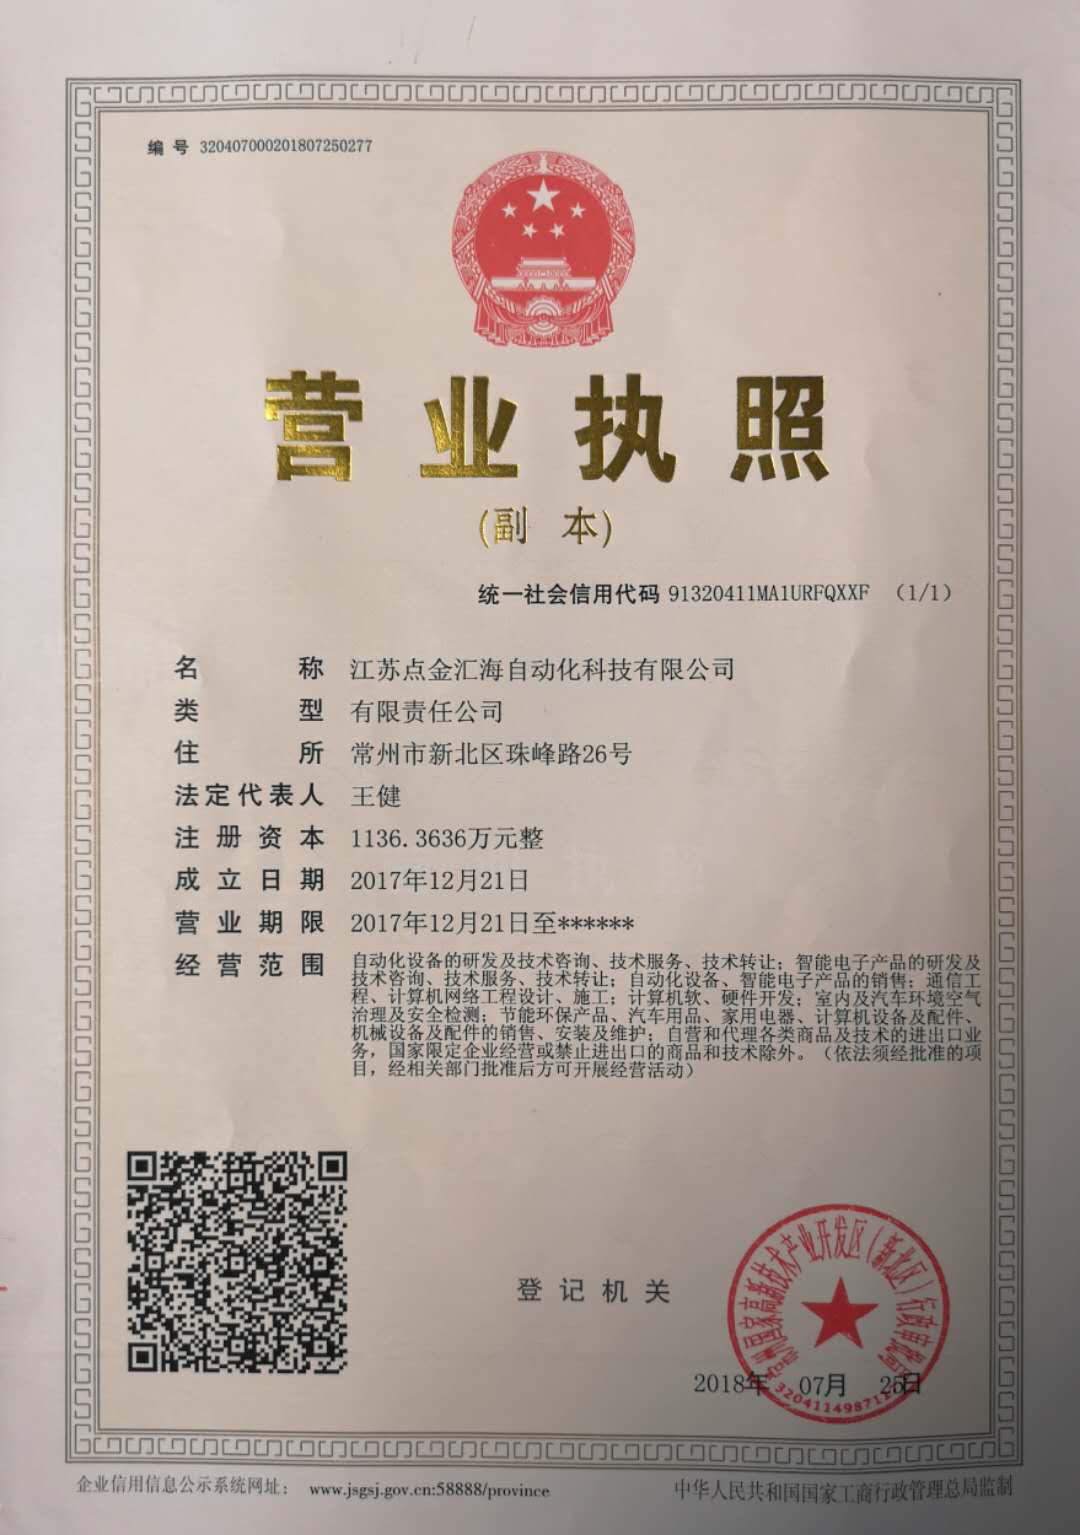 编 号 320407000201807250277
营业执照
(副 本)
统一社会信用代码 91320411MA1URFQXXF （1/1）
名 称 江苏点金汇海自动化科技有限公司
类 型 有限责任公司
住 所 常州市新北区珠峰路26号
法定代表人 王健
注册资本 1136.3636万元整
成立日期 2017年12月21日
营业期限 2017年12月21日至******
经营范围 自动化设备的研发及技术咨询、技术服务、技术转让；智能电子产品的研发及
技术咨询、技术服务、技术转让；自动化设备、智能电子产品的销售；通信工
程、计算机网络工程设计、施工；计算机软、硬件开发；室内及汽车环境空气
治理及安全检测；节能环保产品、汽车用品、家用电器、计算机设备及配件、
机械设备及配件的销售、安装及维护；自营和代理各类商品及技术的进出口业
务，国家限定企业经营或禁止进出口的商品和技术除外。（依法须经批准的项
目，经相关部门批准后方可开展经营活动）
登记机关
国家高新技术产业开发区（新北区）行政审
2018年 07月 25日
企业信用信息公示系统网址： www.jsgsj.gov.cn:58888/province
中华人民共和国国家工商行政管理总局监制